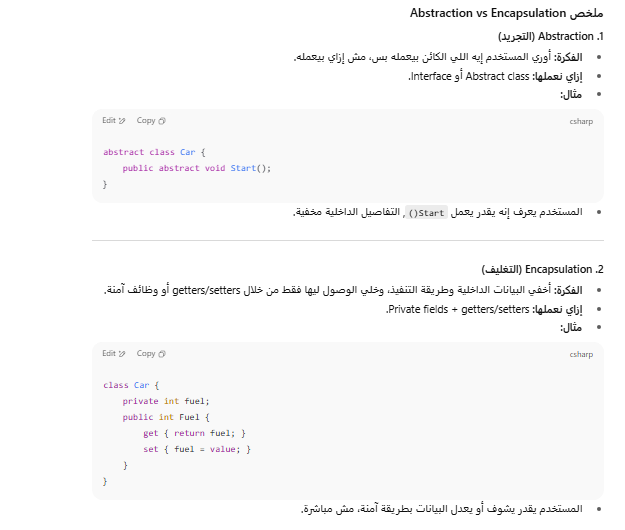 ملخص Abstraction vs Encapsulation
1. Abstraction (التجريد)
الفكرة: أوري المستخدم إيه اللي الكائن بيعمله بس، مش إزاي بيعمله.
إزاي نعملها: Abstract class أو Interface.
مثال:
csharp Copy Edit
abstract class Car {
    public abstract void Start();
}
المستخدم يعرف إنه يقدر يعمل Start()‎, التفاصيل الداخلية مخفية.
2. Encapsulation (التغليف)
الفكرة: أخفي البيانات الداخلية وطريقة التنفيذ، وخلي الوصول ليها فقط من خلال getters/setters أو وظائف آمنة.
إزاي نعملها: Private fields + getters/setters.
مثال:
csharp Copy Edit
class Car {
    private int fuel;
    public int Fuel {
        get { return fuel; }
        set { fuel = value; }
    }
}
المستخدم يقدر يشوف أو يعدل البيانات بطريقة آمنة، مش مباشرة.